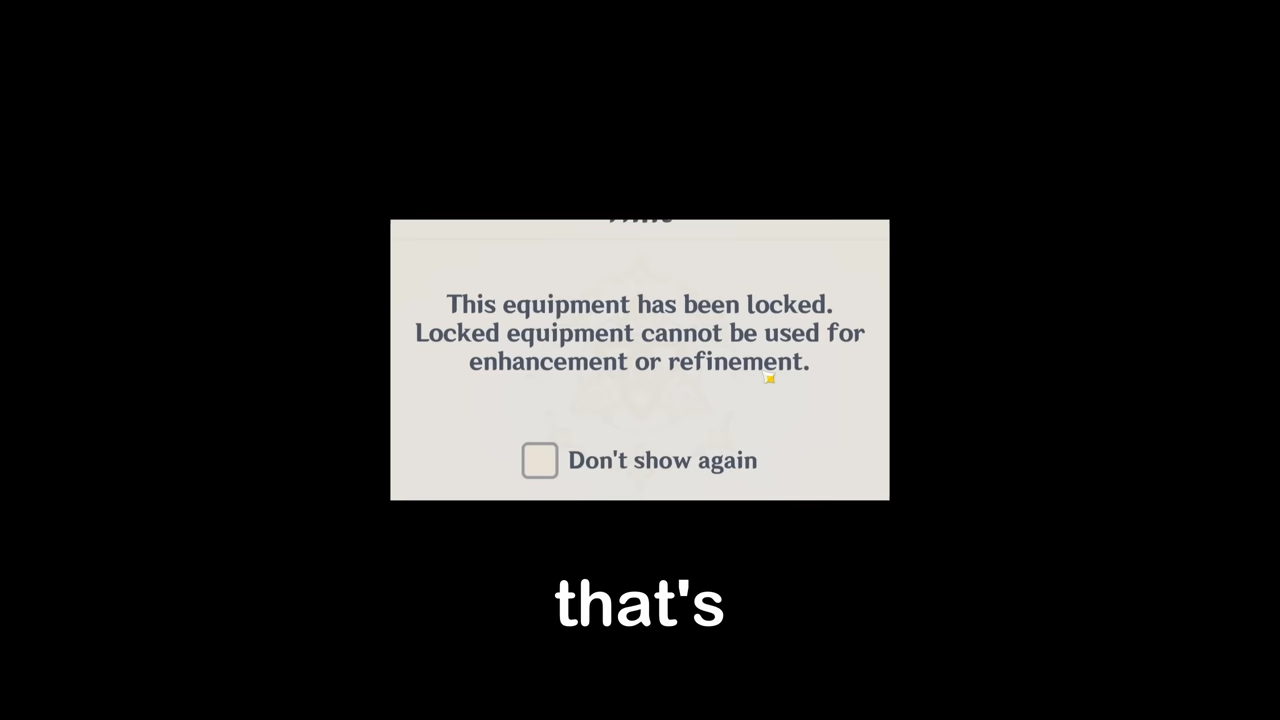 This equipment has been locked.
Locked equipment cannot be used for
enhancement or refinement.
Don't show again
that's